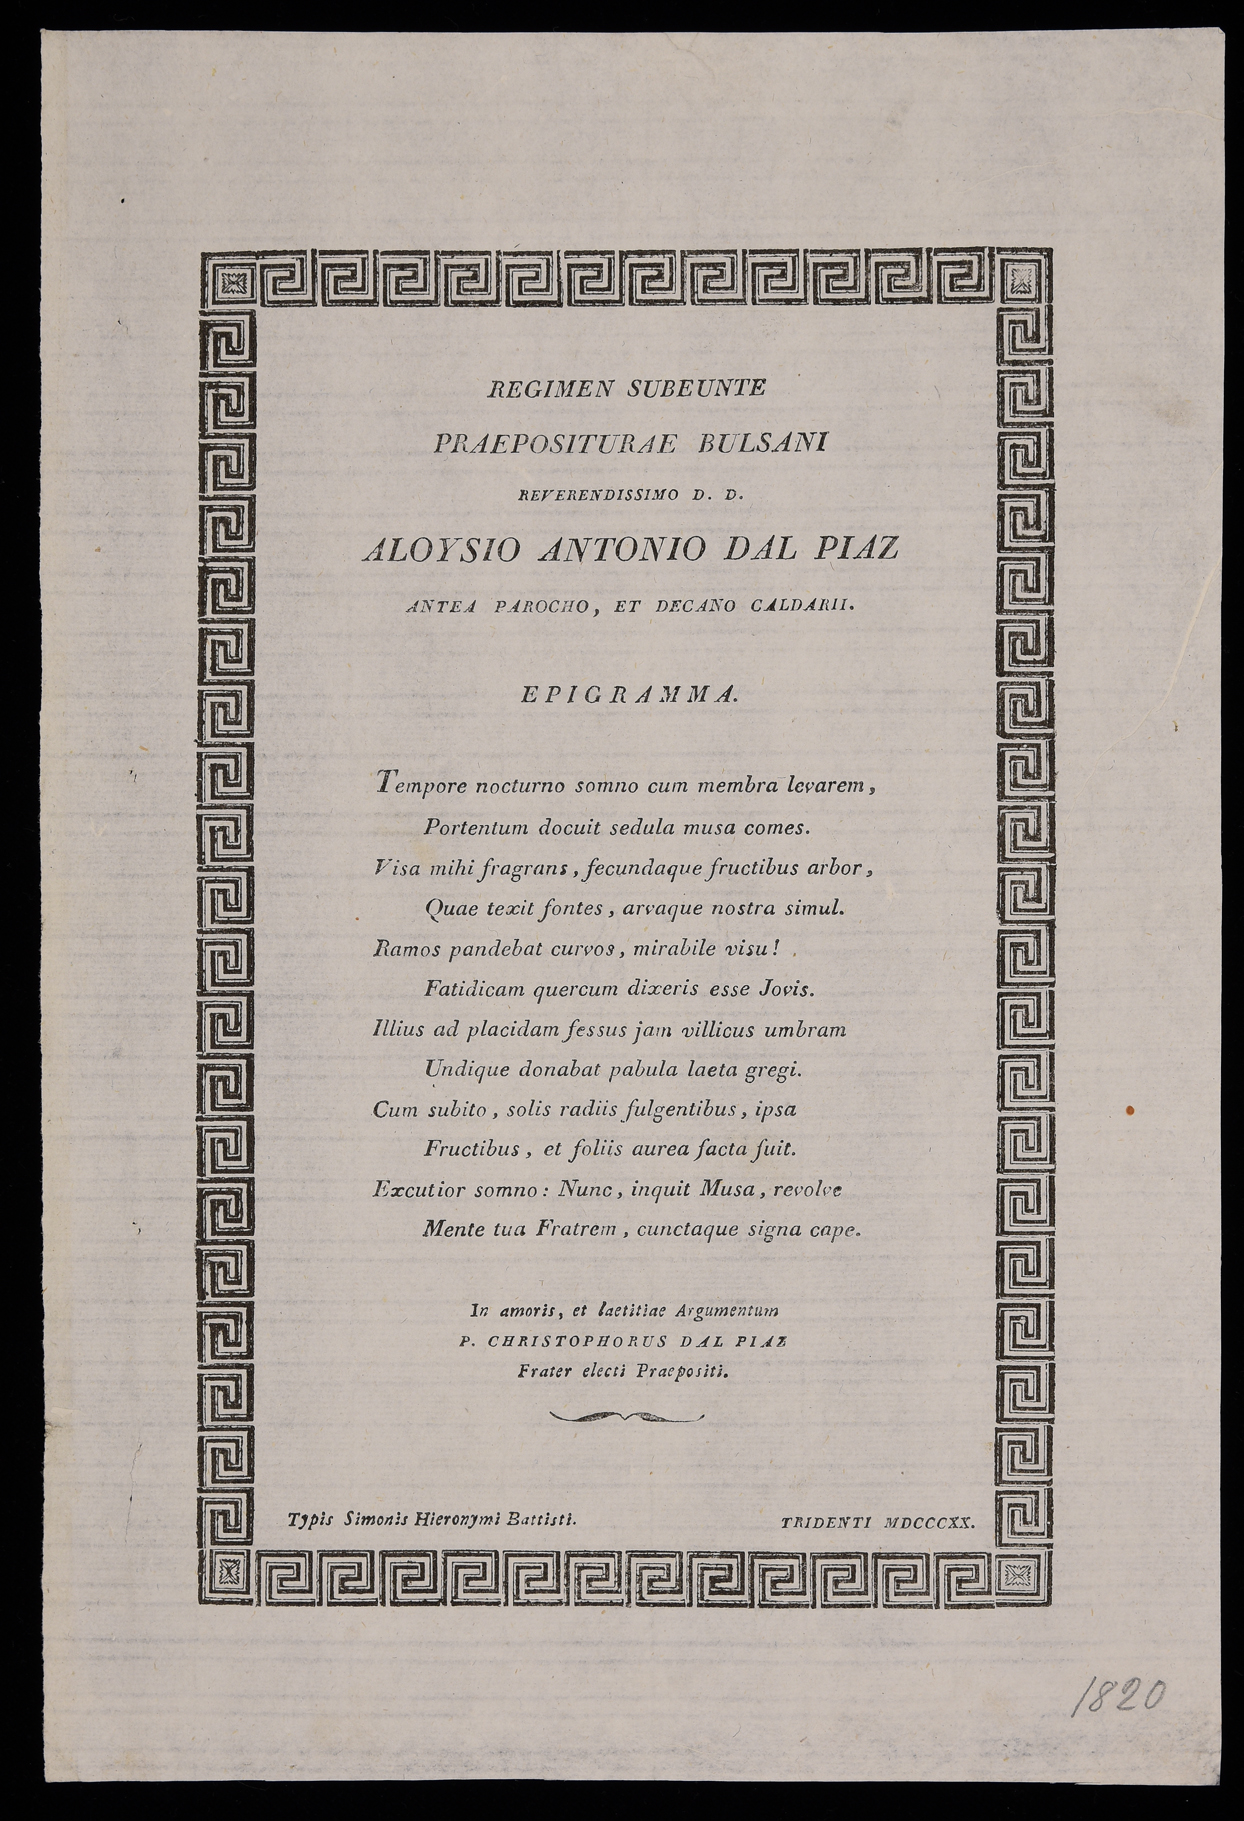 REGIMEN SUBEUNTE
PRAEPOSITURAE BULSANI
REVERENDISSIMO D. D.
ALOYSIO ANTONIO DAL PIAZ
ANTEA PAROCHO, ET DECANO CALDARII.
EPIGRAMMA.
Tempore nocturno somno cum membra levarem,
Portentum docuit sedula musa comes.
Visa mihi fragrans, fecundaque fructibus arbor,
Quae texit fontes, arvaque nostra simul.
Ramos pandebat curvos, mirabile visu!
Fatidicam quercum dixeris esse Jovis.
Illius ad placidam fessus jam villicus umbram
Undique donabat pabula laeta gregi.
Cum subito, solis radiis fulgentibus, ipsa
Fructibus, et foliis aurea facta fuit.
Excutior somno: Nunc, inquit Musa, revolve
Mente tua Fratrem, cunctaque signa cape.
In amoris, et laetitiae Argumentum
P. CHRISTOPHORUS DAL PIAZ
Frater electi Praepositi.
Typis Simonis Hieronymi Battisti. TRIDENTI MDCCCXX.
1820